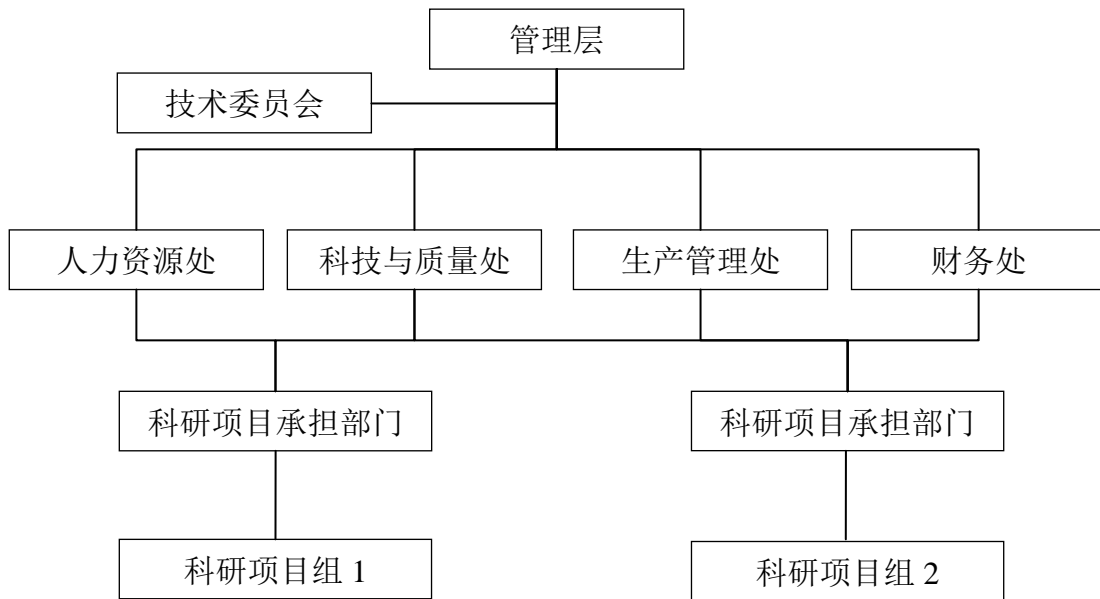 管理层
技术委员会
人力资源处
科技与质量处
生产管理处
财务处
科研项目承担部门
科研项目承担部门
科研项目组 1
科研项目组 2